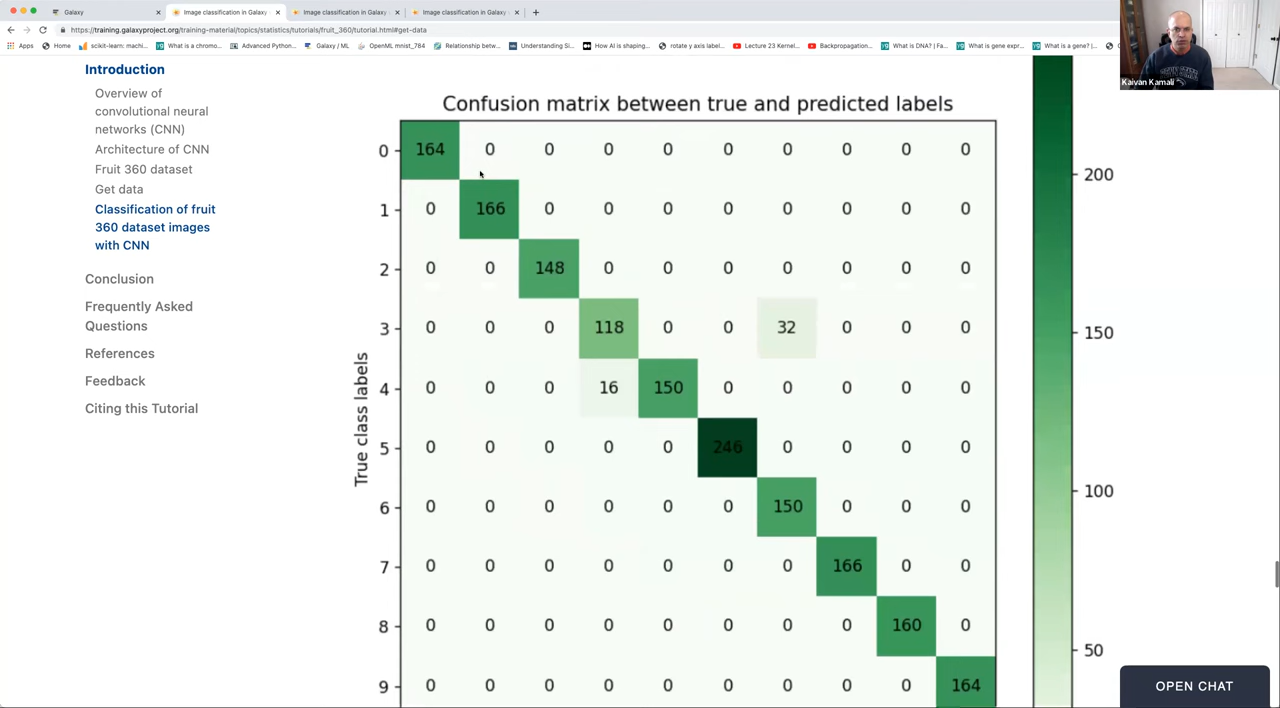 Galaxy
Image classification in Galaxy
Image classification in Galaxy
Image classification in Galaxy
https://training.galaxyproject.org/training-material/topics/statistics/tutorials/fruit_360/tutorial.html#get-data
Apps
Home
scikit-learn: machi...
What is a chromo...
Advanced Python...
Galaxy / ML
OpenML mnist_784
Relationship betw...
Understanding Si...
How AI is shaping...
rotate y axis label...
Lecture 23 Kernel...
Backpropagation...
What is DNA? | Fa...
What is gene expr...
What is a gene? |...
Kaivan Kamali
Introduction
Overview of
convolutional neural
networks (CNN)
Architecture of CNN
Fruit 360 dataset
Get data
Classification of fruit
360 dataset images
with CNN
Conclusion
Frequently Asked
Questions
References
Feedback
Citing this Tutorial
Confusion matrix between true and predicted labels
True class labels
0 164 0 0 0 0 0 0 0 0 0
1 0 166 0 0 0 0 0 0 0 0
2 0 0 148 0 0 0 0 0 0 0
3 0 0 0 118 0 0 32 0 0 0
4 0 0 0 16 150 0 0 0 0 0
5 0 0 0 0 0 246 0 0 0 0
6 0 0 0 0 0 0 150 0 0 0
7 0 0 0 0 0 0 0 166 0 0
8 0 0 0 0 0 0 0 0 160 0
9 0 0 0 0 0 0 0 0 0 164
200
150
100
50
OPEN CHAT